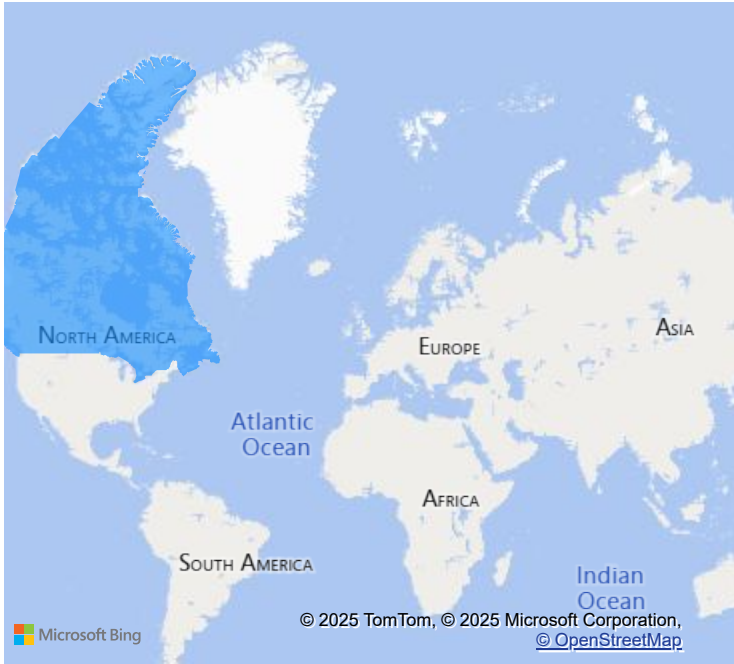 NORTH AMERICA
EUROPE
ASIA
Atlantic
Ocean
AFRICA
SOUTH AMERICA
Indian
Ocean
© 2025 TomTom, © 2025 Microsoft Corporation,
Microsoft Bing
© OpenStreetMap